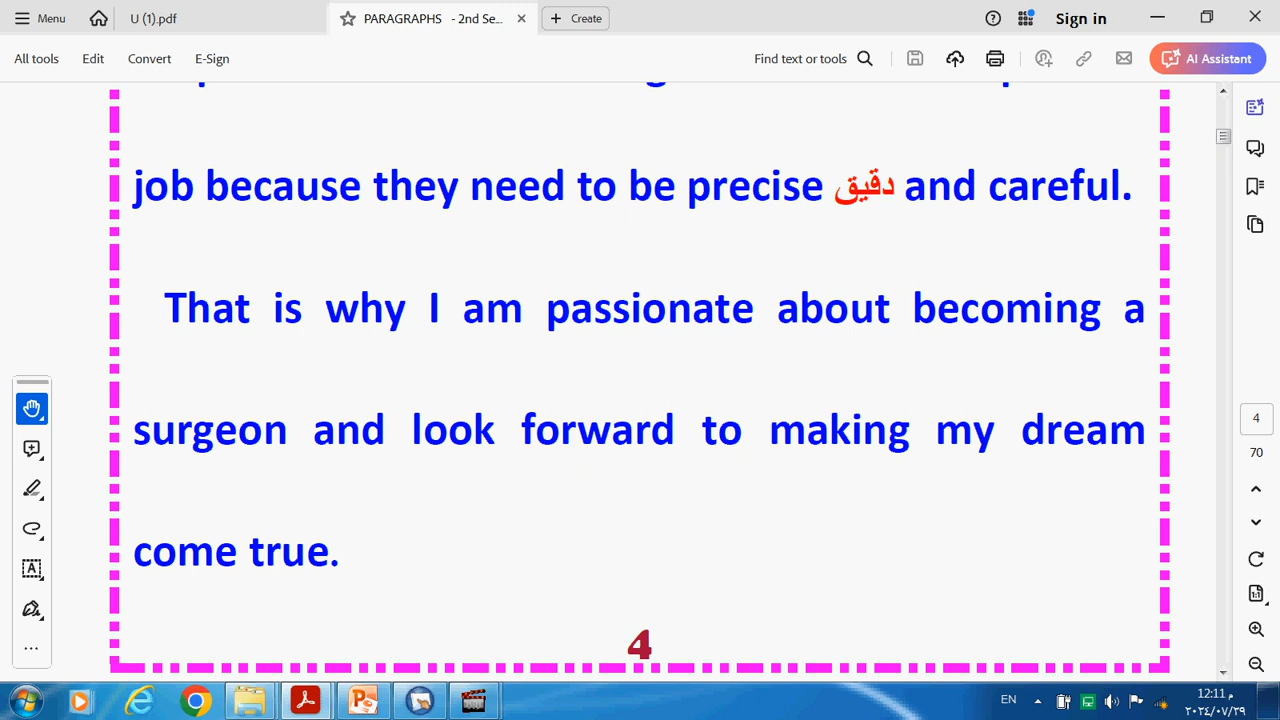 Menu
U (1).pdf
PARAGRAPHS - 2nd Se...
Create
Sign in
All tools
Edit
Convert
E-Sign
Find text or tools
AI Assistant
job because they need to be precise دقيق and careful.
That is why I am passionate about becoming a
surgeon and look forward to making my dream
come true.
4
4
70
EN
12:11 م
٢٠٢٤/٠٧/٢٩